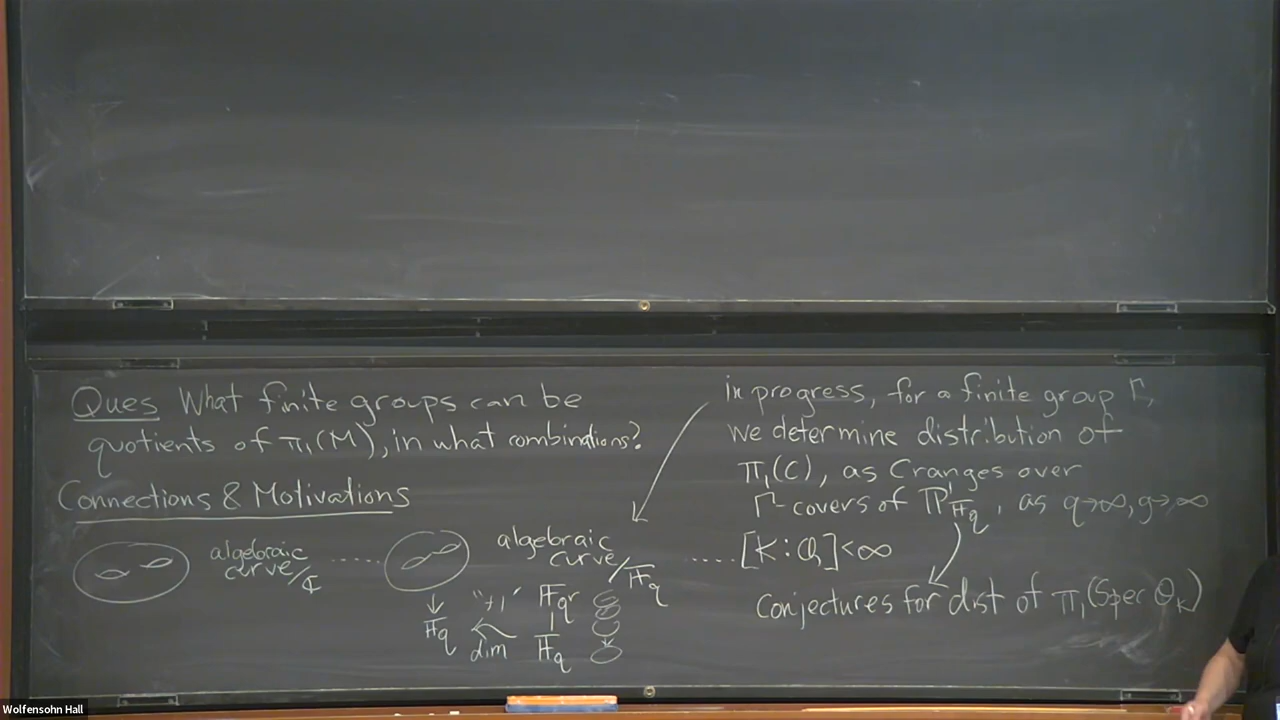 Ques What finite groups can be
quotients of π₁(M), in what combinations?
Connections & Motivations
algebraic
curve/ℂ
algebraic
curve/𝔽q
↓
𝔽q
"+1"
dim
𝔽qʳ
|
𝔽q
in progress, for a finite group Γ,
we determine distribution of
π₁(C), as C ranges over
Γ-covers of ℙ¹𝔽q, as q→∞, g→∞
[K:ℚ]<∞
Conjectures for dist of π₁(Spec 𝒪K)
Wolfensohn Hall